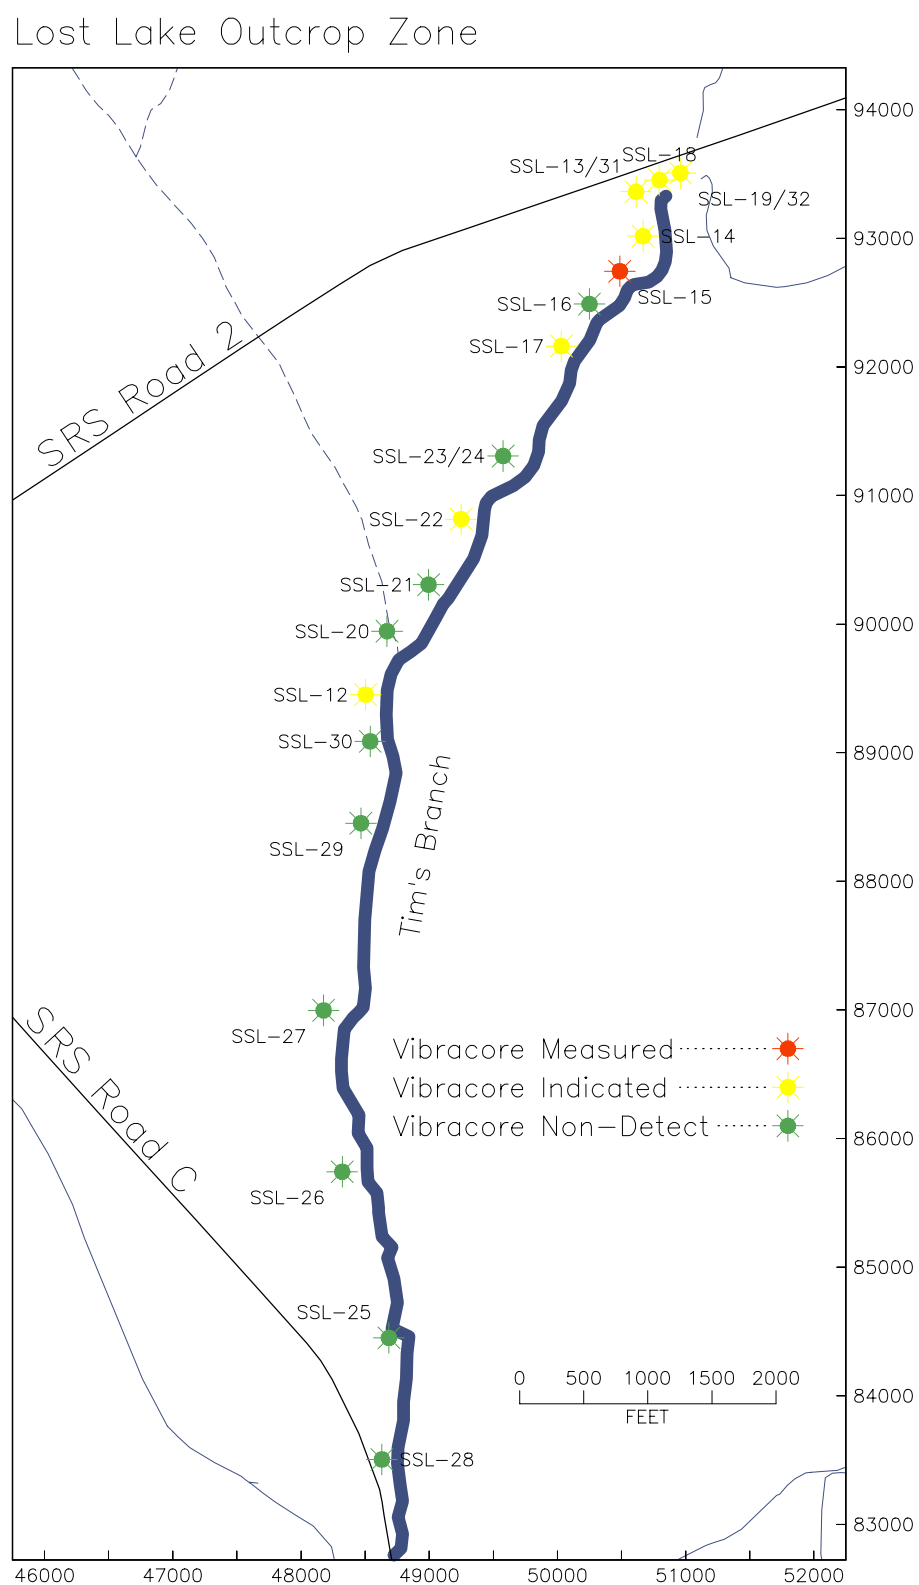 Lost Lake Outcrop Zone
94000
SSL-18
SSL-13/31
SSL-19/32
93000
SSL-14
SSL-15
SSL-16
SRS Road 2
SSL-17
92000
SSL-23/24
91000
SSL-22
SSL-21
90000
SSL-20
SSL-12
SSL-30
89000
Tim's Branch
SSL-29
88000
87000
SSL-27
SRS Road C
Vibracore Measured
Vibracore Indicated
Vibracore Non-Detect
86000
SSL-26
85000
SSL-25
0 500 1000 1500 2000
FEET
84000
SSL-28
83000
46000 47000 48000 49000 50000 51000 52000